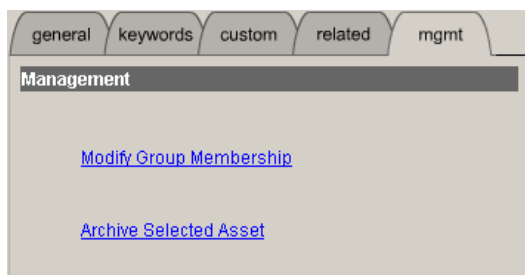 general keywords custom related mgmt
Management
Modify Group Membership
Archive Selected Asset